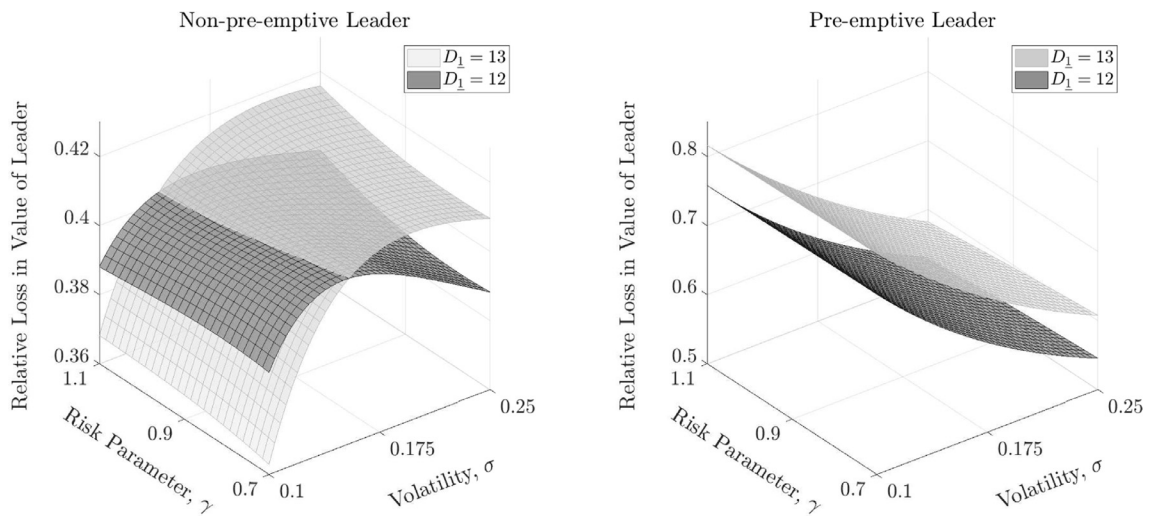 Non-pre-emptive Leader
D1 = 13
D1 = 12
Relative Loss in Value of Leader
0.42
0.4
0.38
0.36
1.1
0.9
0.7
Risk Parameter, γ
0.1
0.175
0.25
Volatility, σ
Pre-emptive Leader
D1 = 13
D1 = 12
Relative Loss in Value of Leader
0.8
0.7
0.6
0.5
1.1
0.9
0.7
Risk Parameter, γ
0.1
0.175
0.25
Volatility, σ